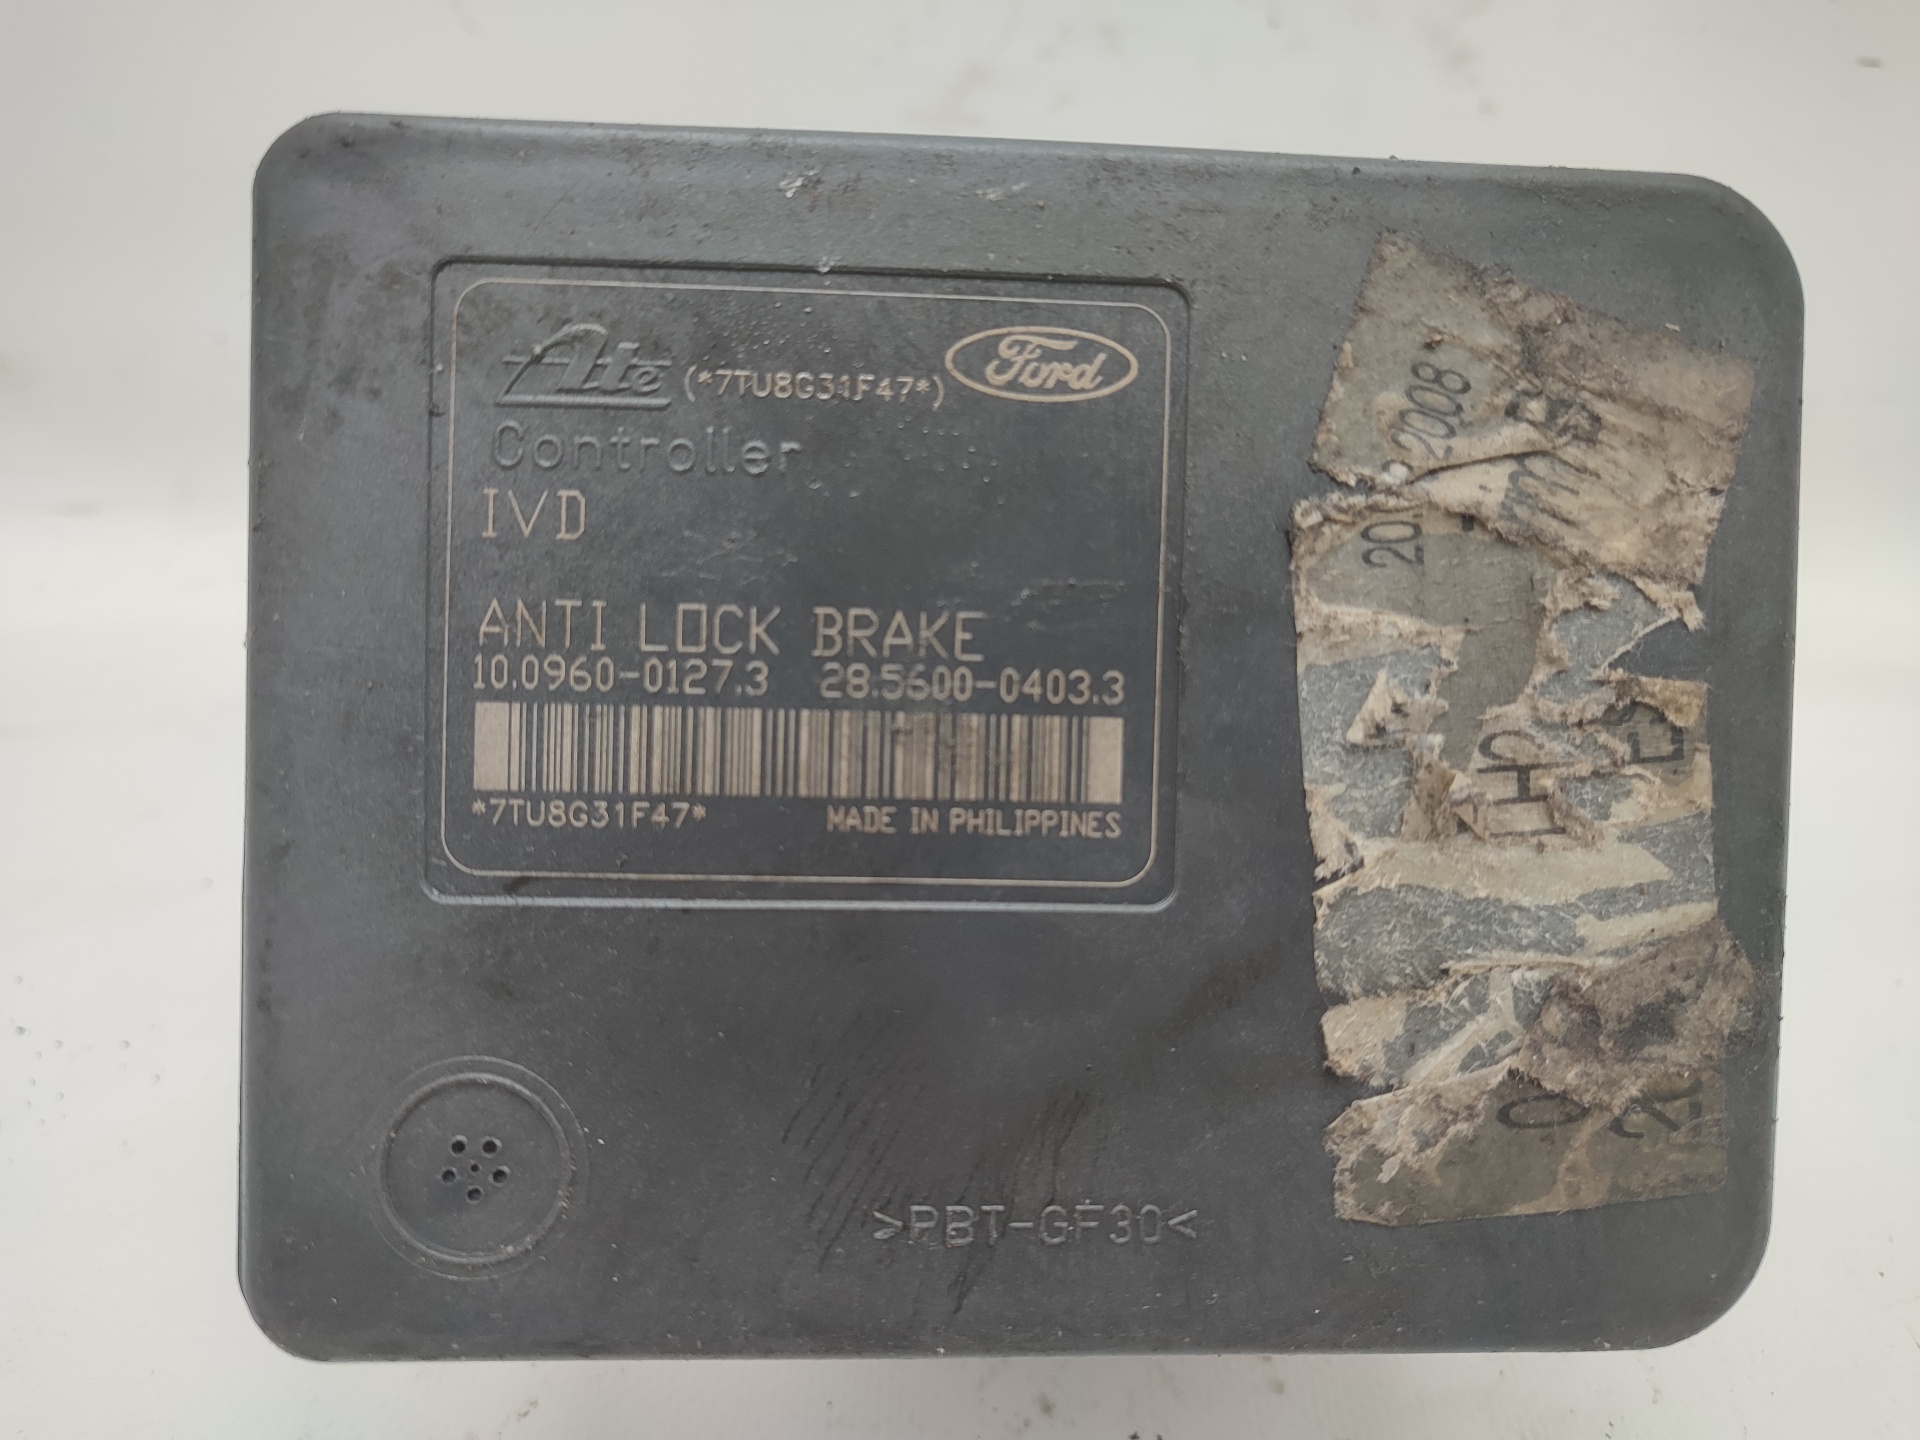 Ate (*7TU8G31F47*) Ford
Controller
IVD
ANTI LOCK BRAKE
10.0960-0127.3 28.5600-0403.3
*7TU8G31F47* MADE IN PHILIPPINES
>PBT-GF30<
2008
20